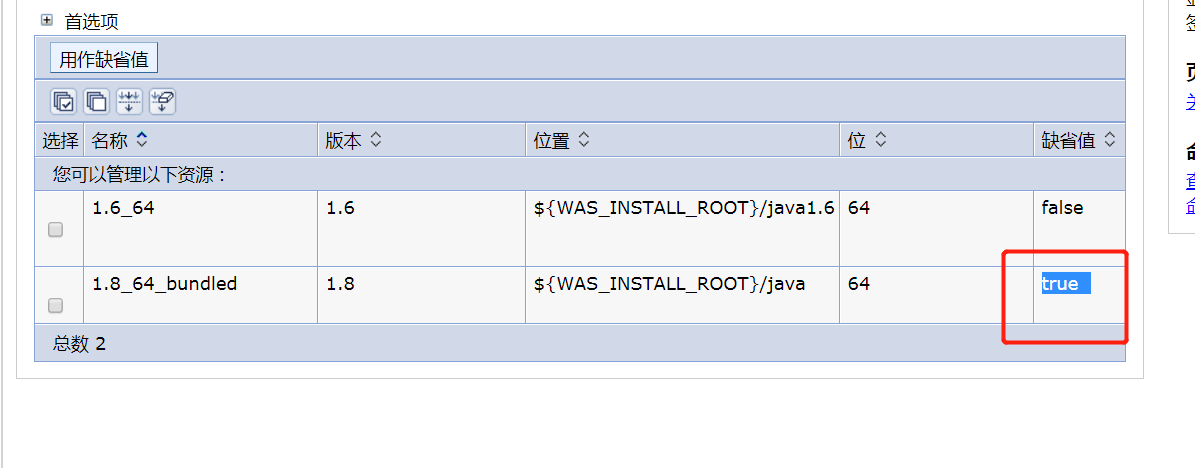 首选项
用作缺省值
选择 名称 版本 位置 位 缺省值
您可以管理以下资源：
1.6_64 1.6 ${WAS_INSTALL_ROOT}/java1.6 64 false
1.8_64_bundled 1.8 ${WAS_INSTALL_ROOT}/java 64 true
总数 2